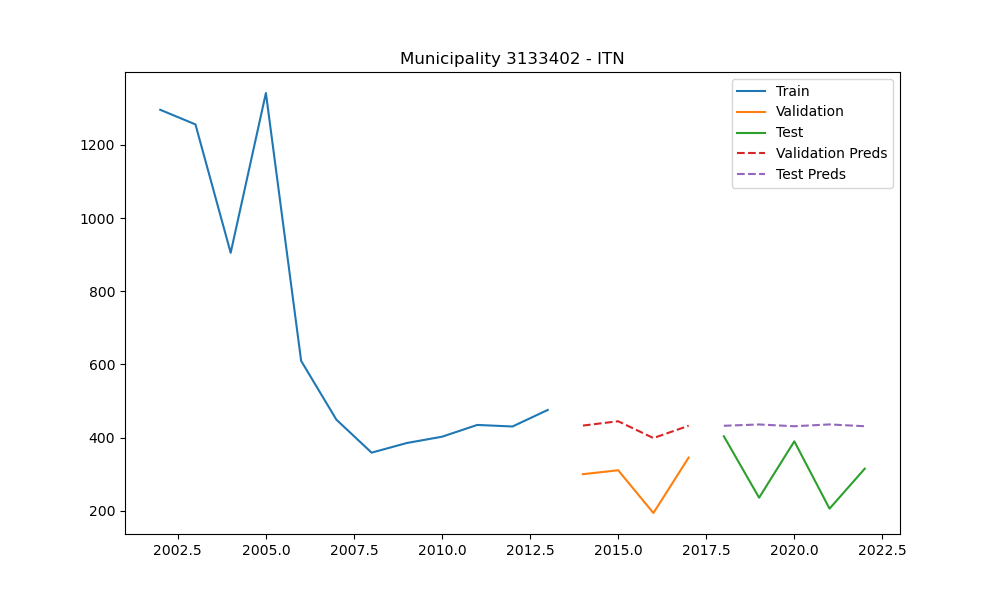 Municipality 3133402 - ITN
Train
Validation
Test
Validation Preds
Test Preds
1200
1000
800
600
400
200
2002.5 2005.0 2007.5 2010.0 2012.5 2015.0 2017.5 2020.0 2022.5